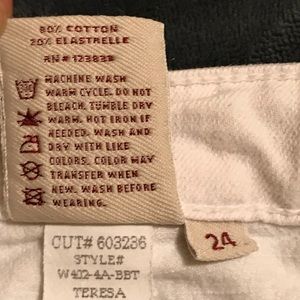 80% COTTON
20% ELASTRELLE
RN# 123838
MACHINE WASH
WARM CYCLE. DO NOT
BLEACH. TUMBLE DRY
WARM. HOT IRON IF
NEEDED. WASH AND
DRY WITH LIKE
COLORS. COLOR MAY
TRANSFER WHEN
NEW. WASH BEFORE
WEARING.
24
CUT# 603236
STYLE#
W402-4A-BBT
TERESA